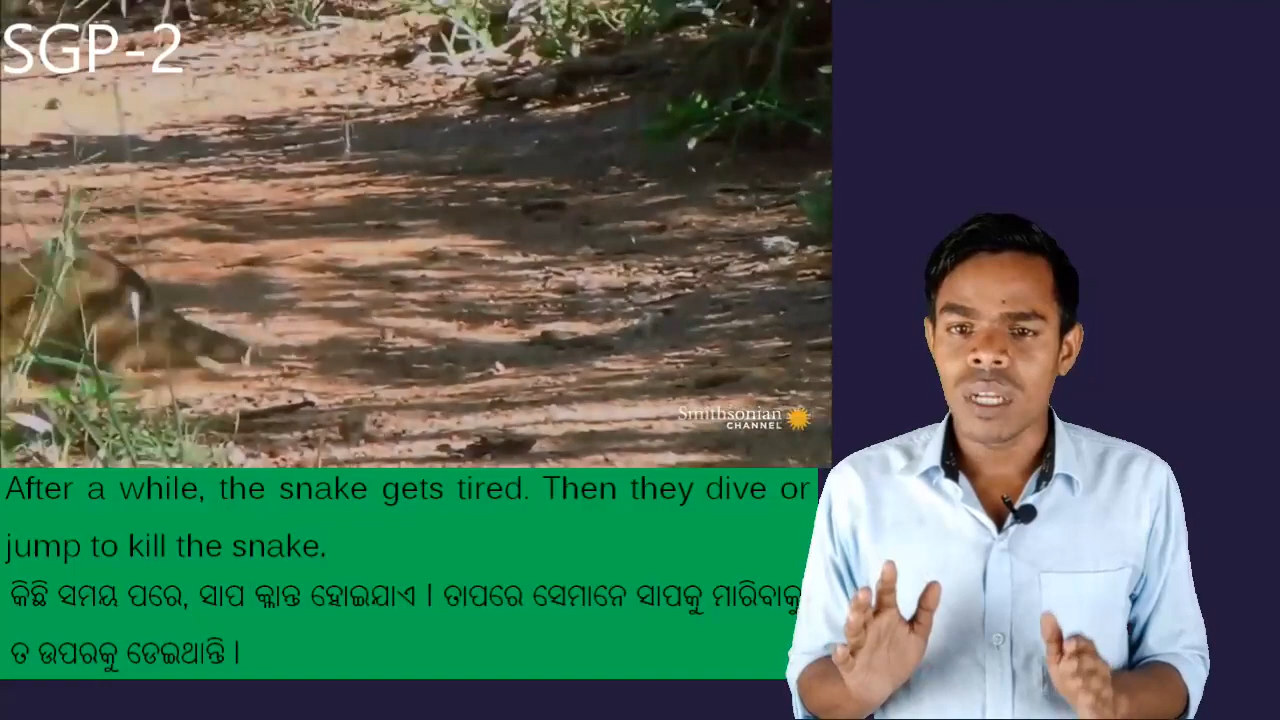 SGP-2
Smithsonian
CHANNEL
After a while, the snake gets tired. Then they dive or
jump to kill the snake.
କିଛି ସମୟ ପରେ, ସାପ କ୍ଳାନ୍ତ ହୋଇଯାଏ । ତାପରେ ସେମାନେ ସାପକୁ ମାରିବାକୁ
ତ ଉପରକୁ ଡେଇଥାନ୍ତି ।